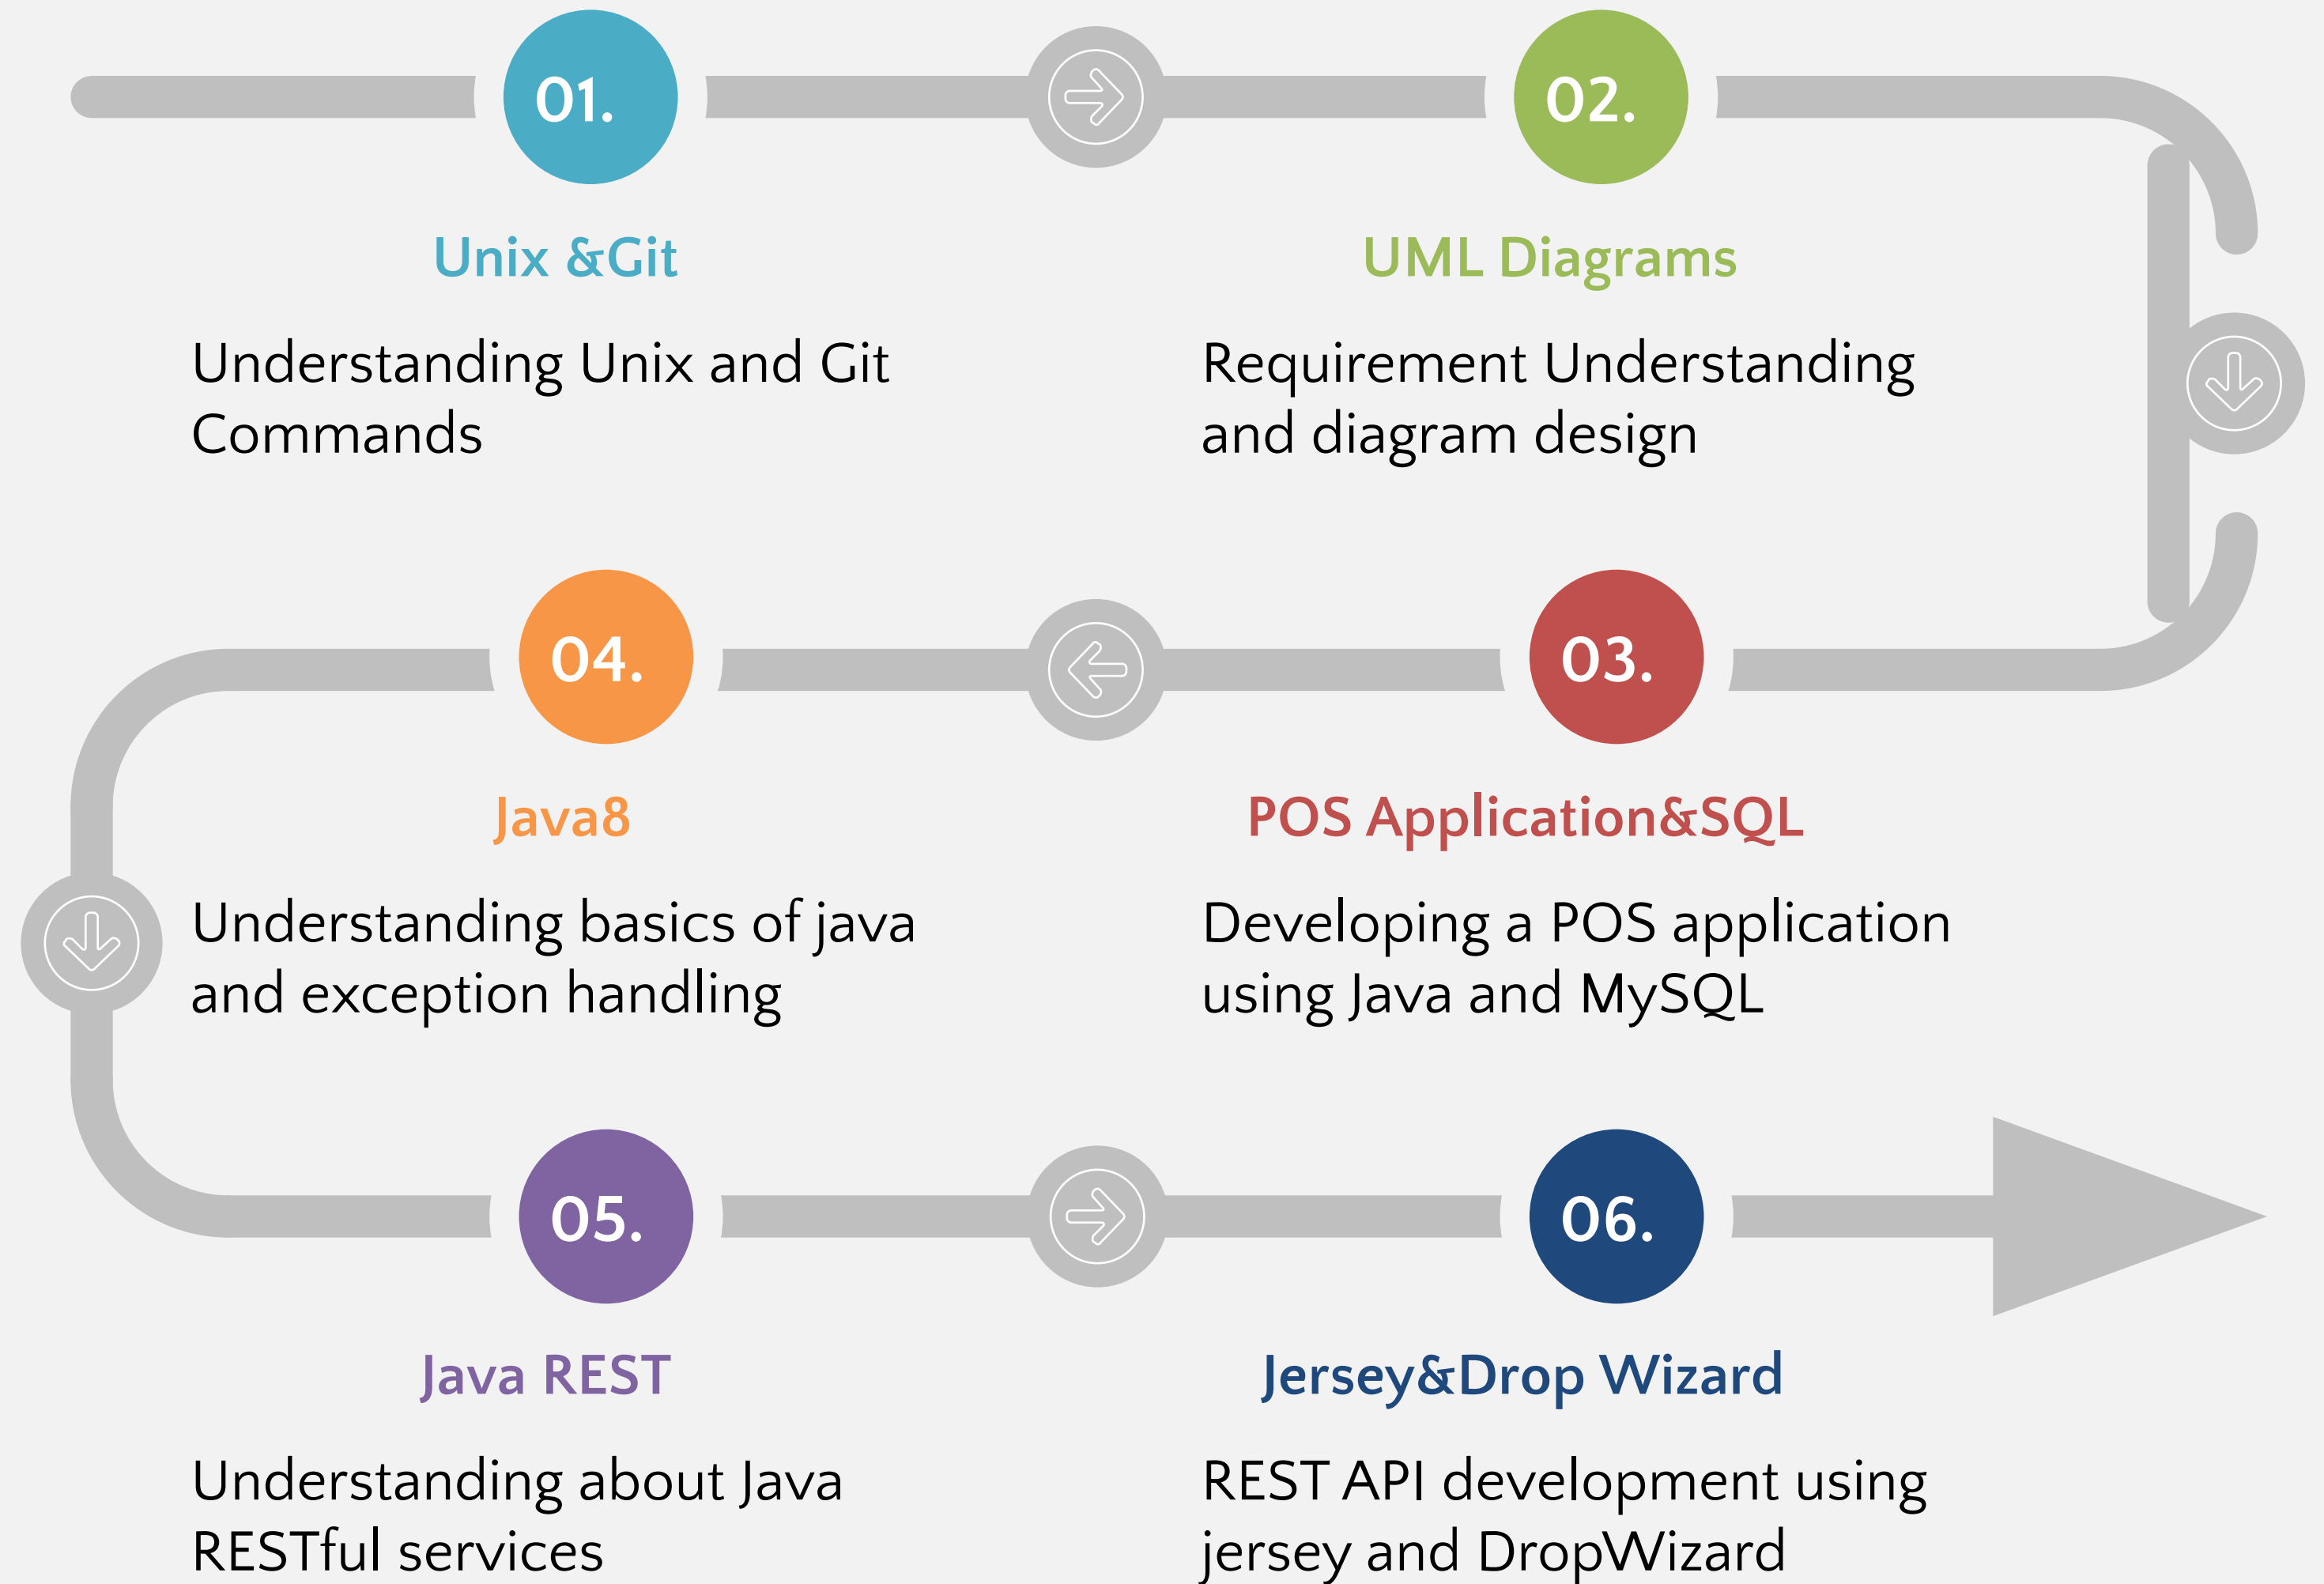 01.
Unix &Git
Understanding Unix and Git
Commands
02.
UML Diagrams
Requirement Understanding
and diagram design
03.
POS Application&SQL
Developing a POS application
using Java and MySQL
04.
Java8
Understanding basics of java
and exception handling
05.
Java REST
Understanding about Java
RESTful services
06.
Jersey&Drop Wizard
REST API development using
jersey and DropWizard